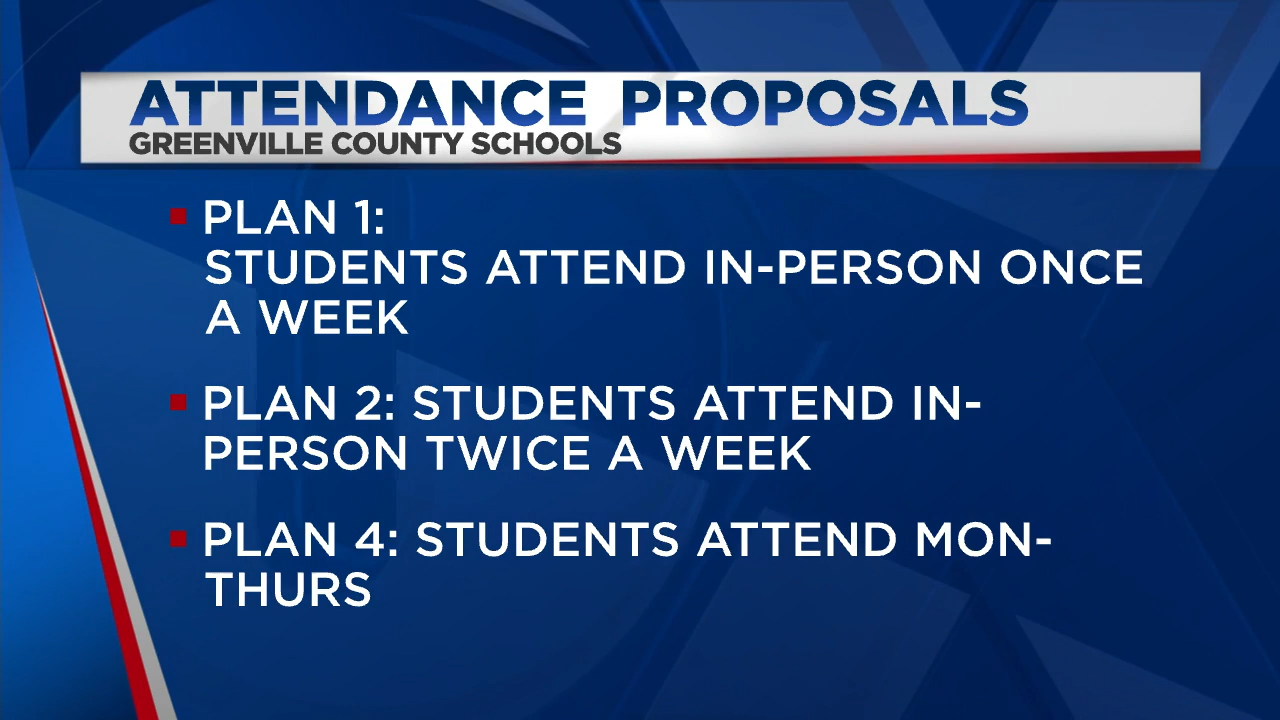 ATTENDANCE PROPOSALS
GREENVILLE COUNTY SCHOOLS
PLAN 1:
STUDENTS ATTEND IN-PERSON ONCE
A WEEK
PLAN 2: STUDENTS ATTEND IN-
PERSON TWICE A WEEK
PLAN 4: STUDENTS ATTEND MON-
THURS